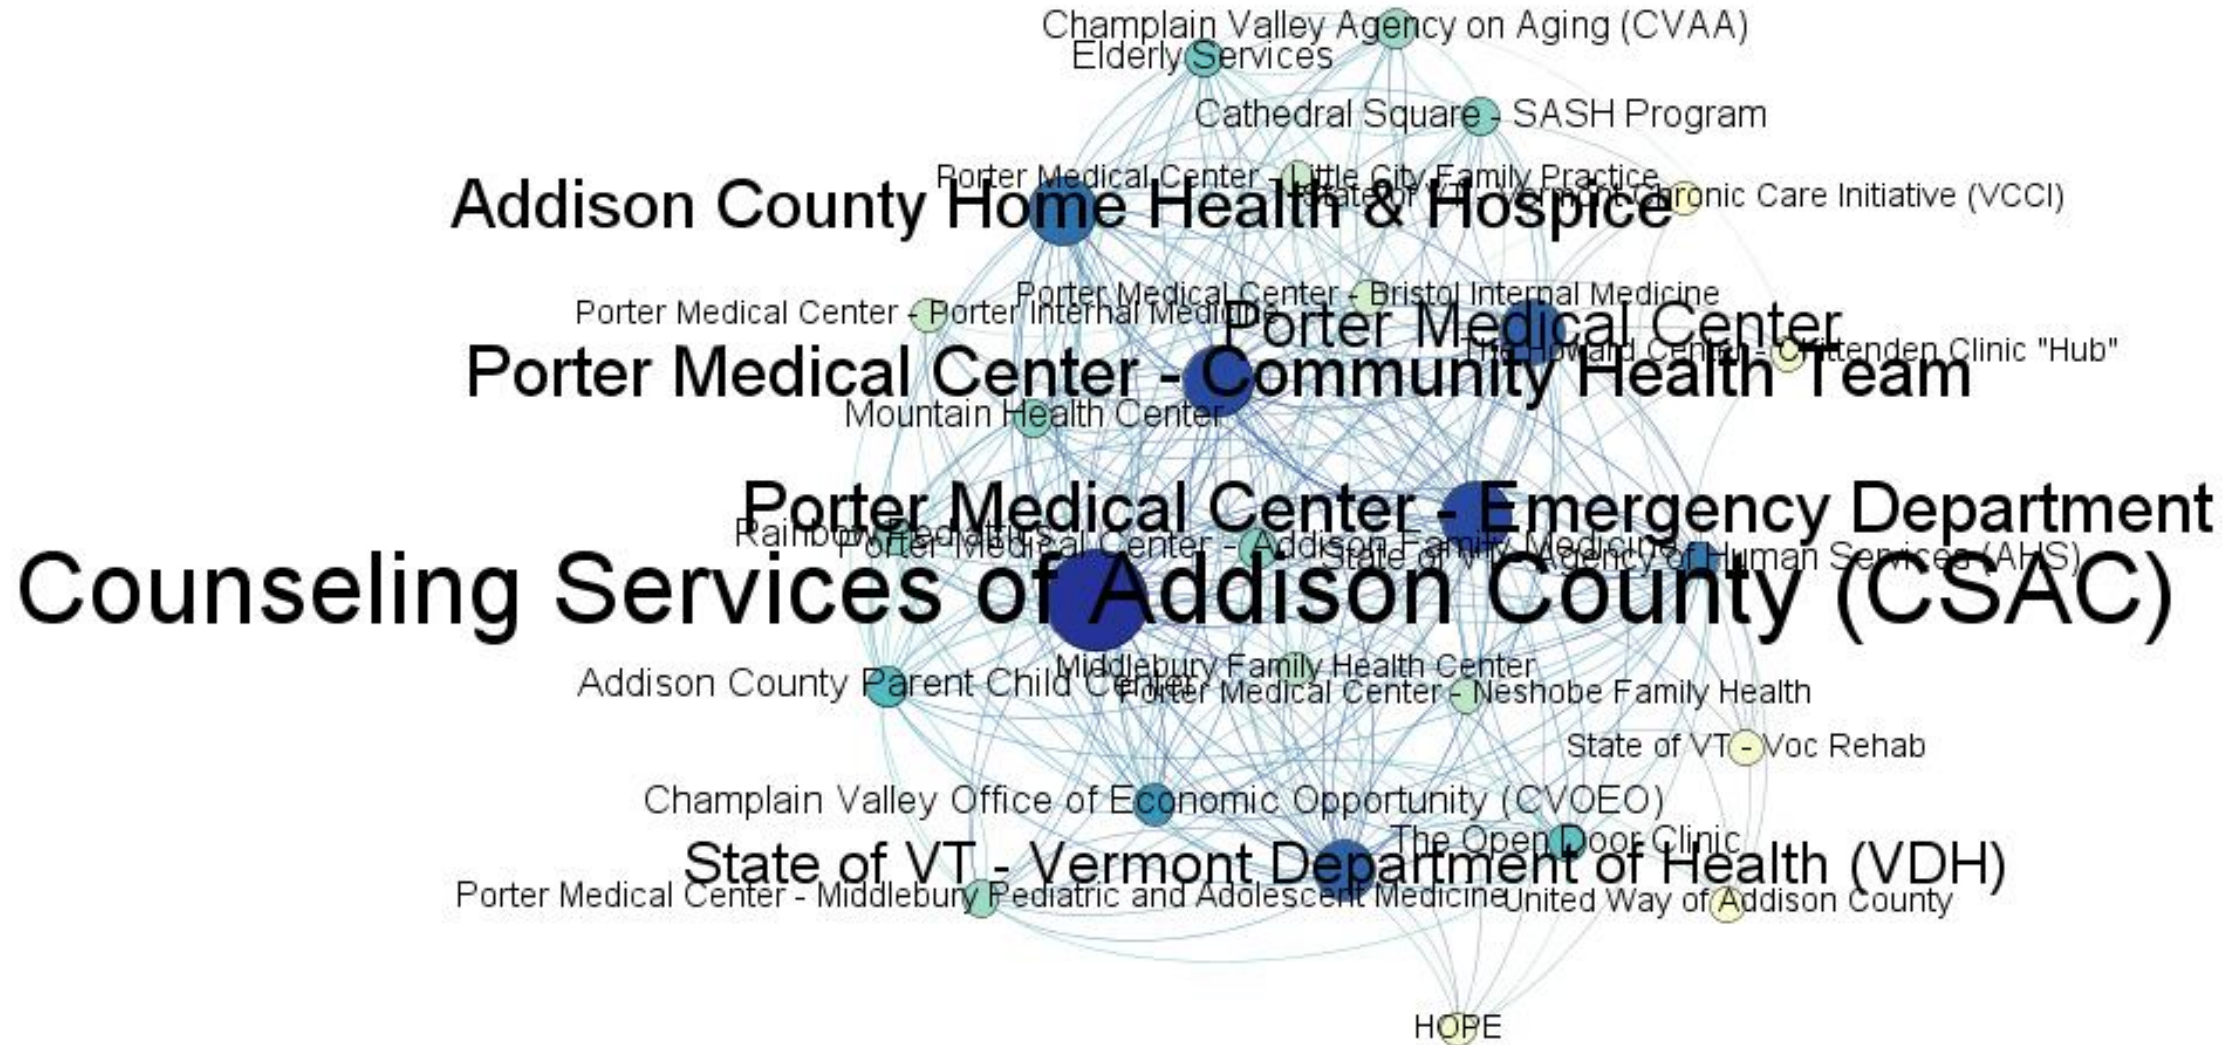 Champlain Valley Agency on Aging (CVAA)
Elderly Services
Cathedral Square - SASH Program
Porter Medical Center - Little City Family Practice
State of VT - Vermont Chronic Care Initiative (VCCI)
Addison County Home Health & Hospice
Porter Medical Center - Bristol Internal Medicine
Porter Medical Center - Porter Internal Medicine
Porter Medical Center
The Howard Center - Chittenden Clinic "Hub"
Porter Medical Center - Community Health Team
Mountain Health Center
Porter Medical Center - Emergency Department
Rainbow Pediatrics
Porter Medical Center - Addison Family Medicine
State of VT - Agency of Human Services (AHS)
Counseling Services of Addison County (CSAC)
Middlebury Family Health Center
Addison County Parent Child Center
Porter Medical Center - Neshobe Family Health
State of VT - Voc Rehab
Champlain Valley Office of Economic Opportunity (CVOEO)
The Open Door Clinic
State of VT - Vermont Department of Health (VDH)
Porter Medical Center - Middlebury Pediatric and Adolescent Medicine
United Way of Addison County
HOPE